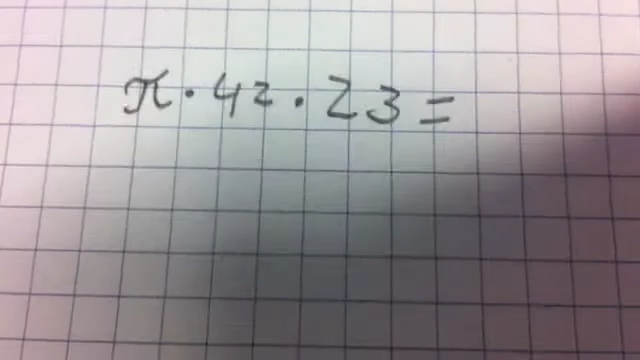 π · 42 · 23 =